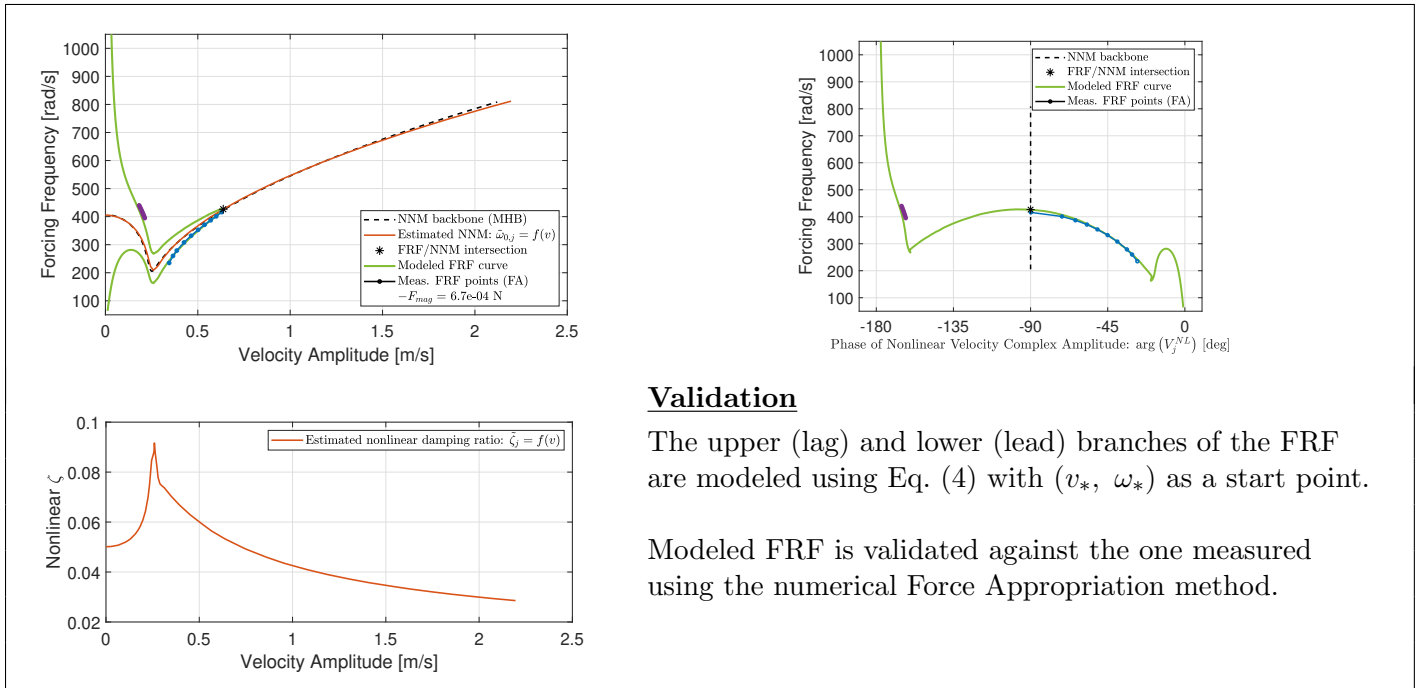 1000
900
800
700
600
500
400
300
200
100
0
0.5
1
1.5
2
2.5
Forcing Frequency [rad/s]
Velocity Amplitude [m/s]
NNM backbone (MHB)
Estimated NNM: ω̃₀,ⱼ = f(v)
FRF/NNM intersection
Modeled FRF curve
Meas. FRF points (FA)
−F_mag = 6.7e-04 N
1000
900
800
700
600
500
400
300
200
100
-180
-135
-90
-45
0
Forcing Frequency [rad/s]
Phase of Nonlinear Velocity Complex Amplitude: arg (V_j^{NL}) [deg]
NNM backbone
FRF/NNM intersection
Modeled FRF curve
Meas. FRF points (FA)
0.1
0.08
0.06
0.04
0.02
0
0.5
1
1.5
2
2.5
Nonlinear ζ
Velocity Amplitude [m/s]
Estimated nonlinear damping ratio: ζ̃ⱼ = f(v)
Validation
The upper (lag) and lower (lead) branches of the FRF
are modeled using Eq. (4) with (v∗, ω∗) as a start point.
Modeled FRF is validated against the one measured
using the numerical Force Appropriation method.